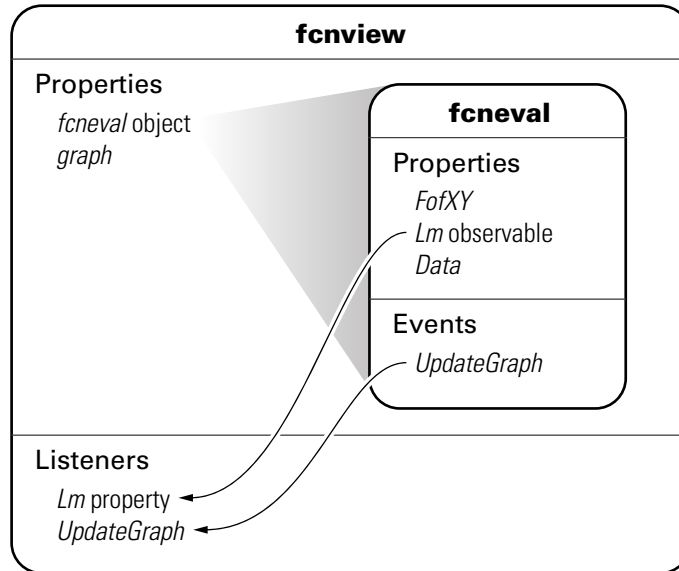 fcnview
Properties
fcneval object
graph
fcneval
Properties
FofXY
Lm observable
Data
Events
UpdateGraph
Listeners
Lm property
UpdateGraph